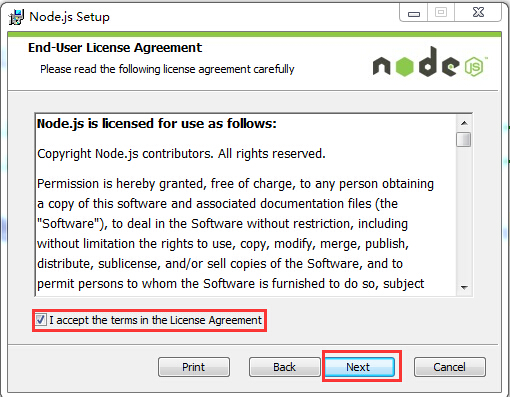 Node.js Setup
End-User License Agreement
Please read the following license agreement carefully
node
JS
Node.js is licensed for use as follows:
Copyright Node.js contributors. All rights reserved.
Permission is hereby granted, free of charge, to any person obtaining
a copy of this software and associated documentation files (the
"Software"), to deal in the Software without restriction, including
without limitation the rights to use, copy, modify, merge, publish,
distribute, sublicense, and/or sell copies of the Software, and to
permit persons to whom the Software is furnished to do so, subject
I accept the terms in the License Agreement
Print Back Next Cancel